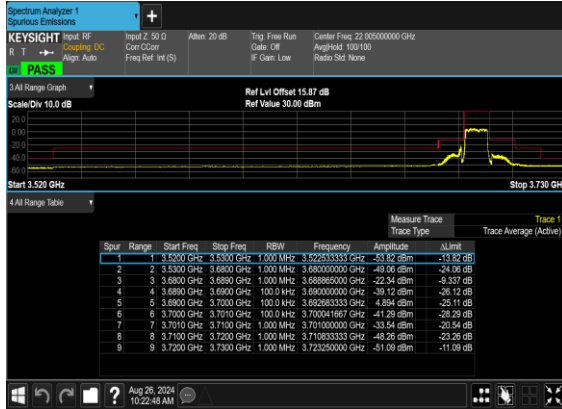 Spectrum Analyzer 1
Spurious Emissions
+
KEYSIGHT Input: RF Input Z: 50 Ω Atten: 20 dB Trig: Free Run Center Freq: 22.005000000 GHz
R T Coupling: DC Corr CCorr Gate: Off Avg|Hold: 100/100
Align: Auto Freq Ref: Int (S) IF Gain: Low Radio Std: None
PASS
3 All Range Graph Ref Lvl Offset 15.87 dB
Scale/Div 10.0 dB Ref Value 30.00 dBm
20.0
0.00
-20.0
-40.0
-60.0
Start 3.520 GHz Stop 3.730 GH
4 All Range Table
Measure Trace Trace 1
Trace Type Trace Average (Active)
Spur Range Start Freq Stop Freq RBW Frequency Amplitude ΔLimit
1 1 3.5200 GHz 3.5300 GHz 1.000 MHz 3.522533333 GHz -53.82 dBm -13.82 dB
2 2 3.5300 GHz 3.6800 GHz 1.000 MHz 3.680000000 GHz -49.06 dBm -24.06 dB
3 3 3.6800 GHz 3.6890 GHz 1.000 MHz 3.688865000 GHz -22.34 dBm -9.337 dB
4 4 3.6890 GHz 3.6900 GHz 100.0 kHz 3.690000000 GHz -39.12 dBm -26.12 dB
5 5 3.6900 GHz 3.7000 GHz 100.0 kHz 3.692683333 GHz 4.894 dBm -25.11 dB
6 6 3.7000 GHz 3.7010 GHz 100.0 kHz 3.700041667 GHz -41.29 dBm -28.29 dB
7 7 3.7010 GHz 3.7100 GHz 1.000 MHz 3.701000000 GHz -33.54 dBm -20.54 dB
8 8 3.7100 GHz 3.7200 GHz 1.000 MHz 3.710833333 GHz -48.26 dBm -23.26 dB
9 9 3.7200 GHz 3.7300 GHz 1.000 MHz 3.723250000 GHz -51.09 dBm -11.09 dB
? Aug 26, 2024
10:22:48 AM